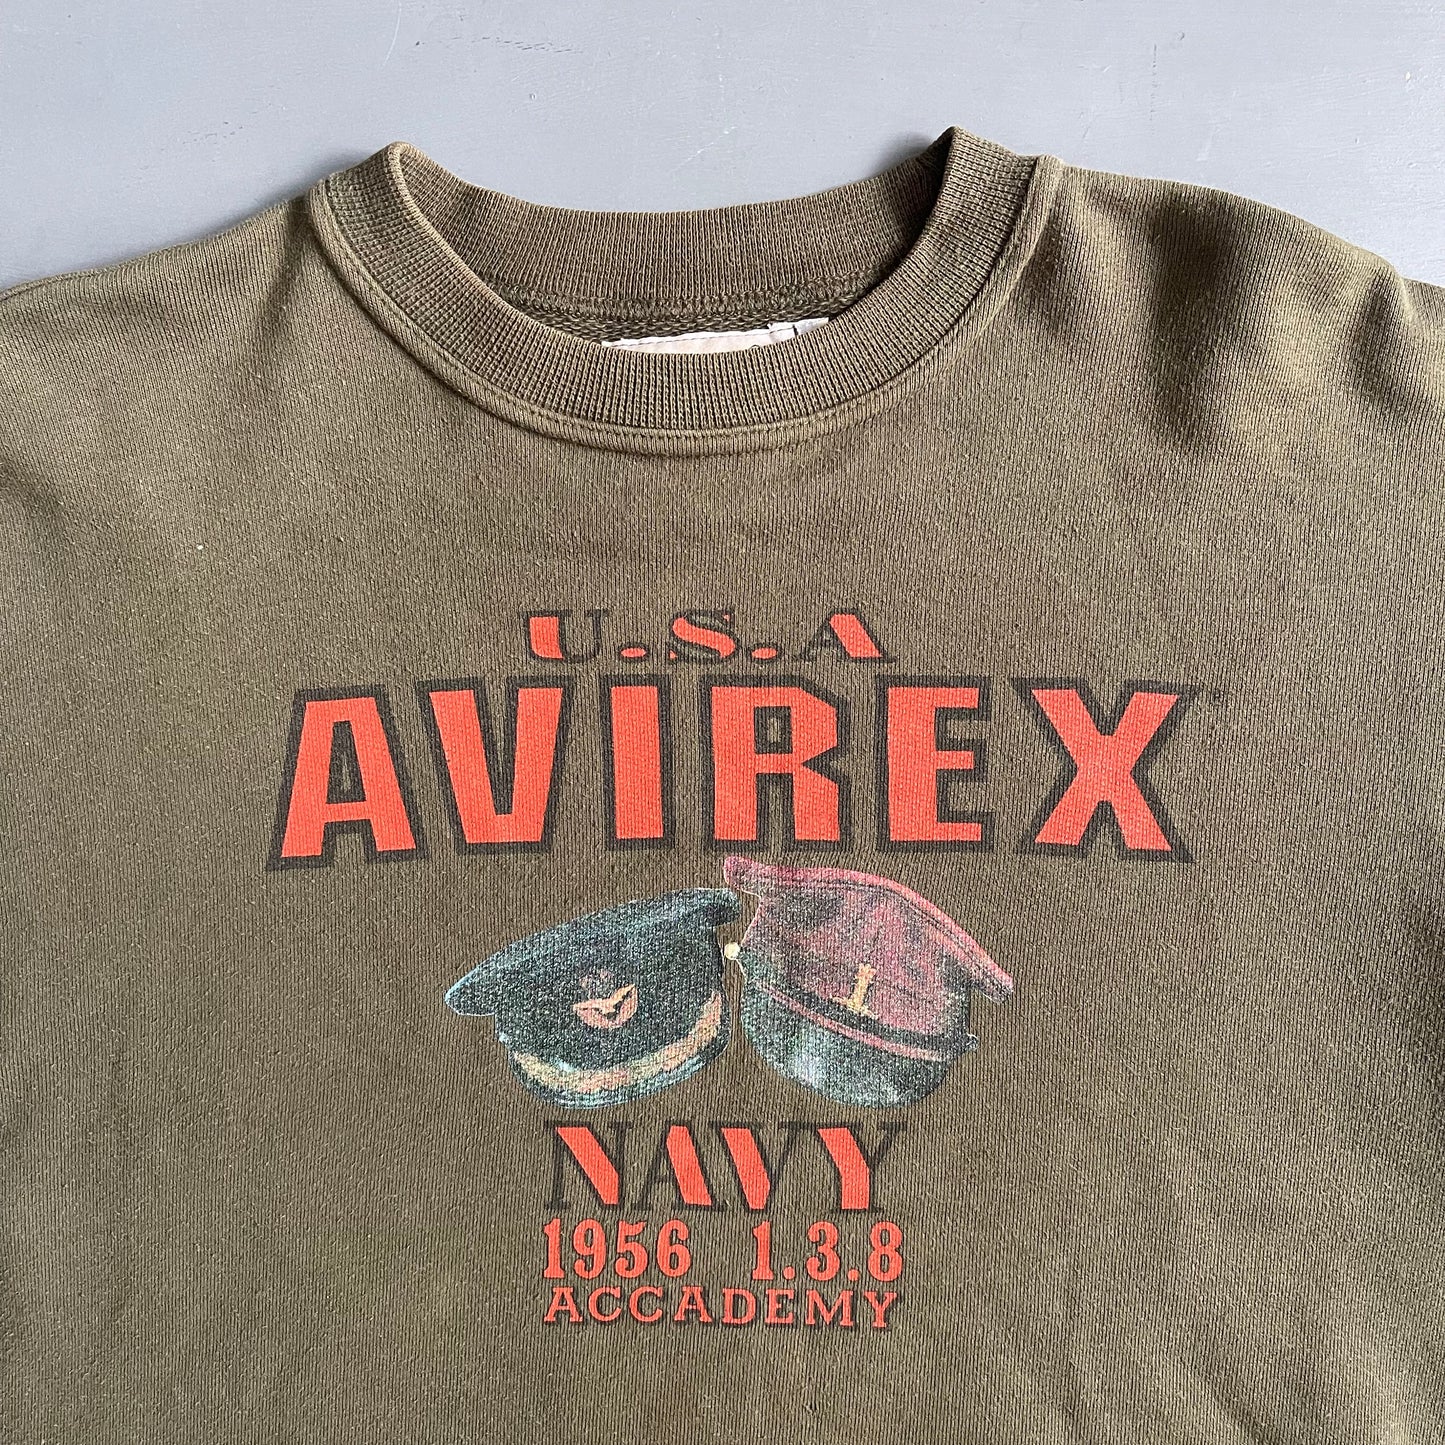 U.S.A
AVIREX
NAVY
1956 1.3.8
ACCADEMY